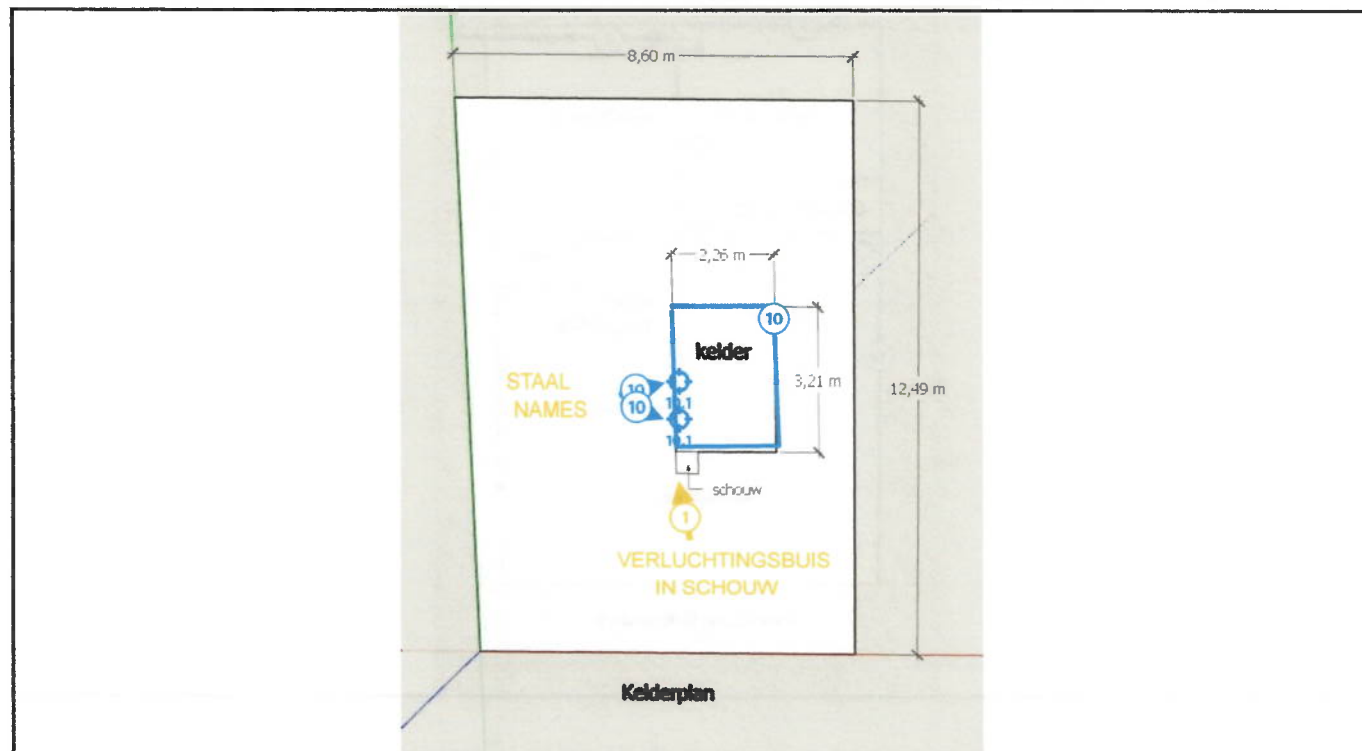 8,60 m
2,26 m
10
kelder
3,21 m
12,49 m
STAAL
NAMES
10
10
10.1
10.1
schouw
1
VERLUCHTINGSBUIS
IN SCHOUW
Kelderplan